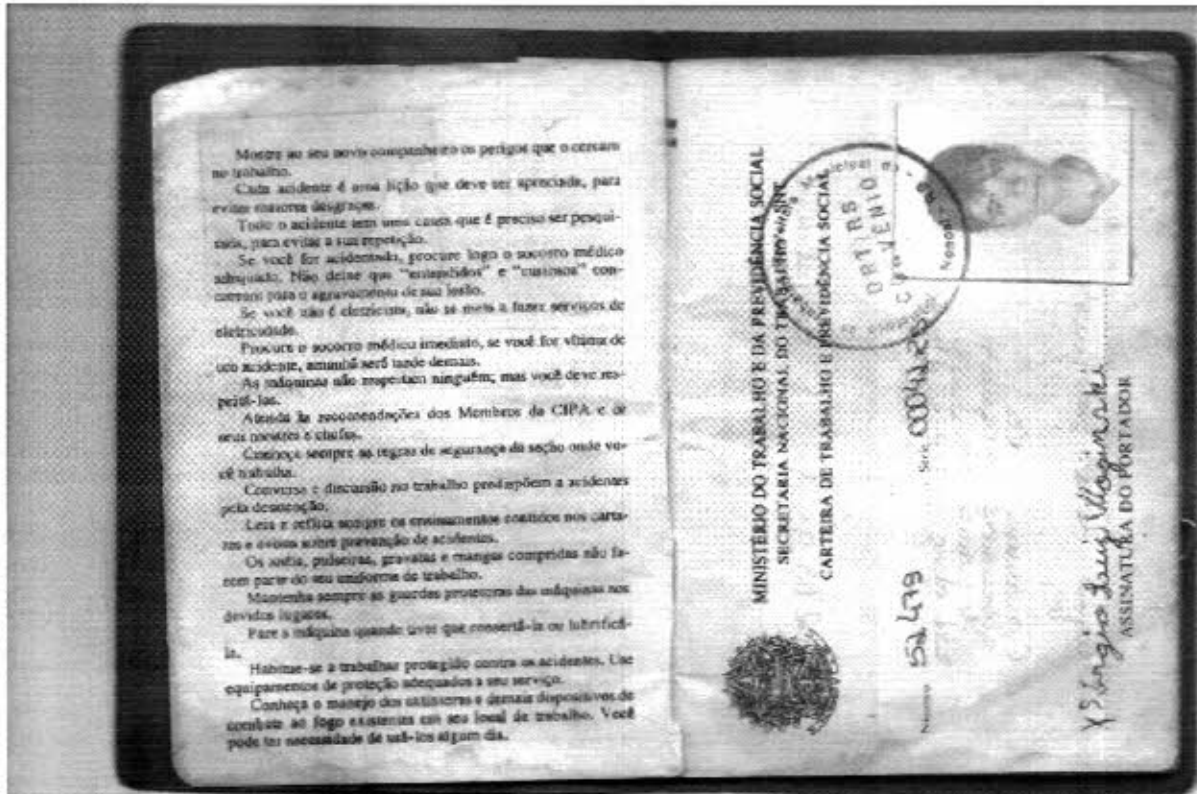 Mostre ao seu novo companheiro os perigos que o cercam
no trabalho.
Cada acidente é uma lição que deve ser apreciada, para
evitar maiores desgraças.
Todo o acidente tem uma causa que é preciso ser pesqui-
sada, para evitar a sua repetição.
Se você for acidentado, procure logo o socorro médico
adequado. Não deixe que "entendidos" e "curiosos" con-
corram para o agravamento de sua lesão.
Se você não é eletricista, não se meta a fazer serviços de
eletricidade.
Procure o socorro médico imediato, se você for vítima de
um acidente, amanhã será tarde demais.
As máquinas não respeitam ninguém; mas você deve res-
peitá-las.
Atenda às recomendações dos Membros da CIPA e os
seus mestres e chefes.
Conheça sempre as regras de segurança da seção onde vo-
cê trabalha.
Conversa e discussão no trabalho predispõem a acidentes
pela desatenção.
Leia e reflita sempre os ensinamentos contidos nos carta-
zes e avisos sobre prevenção de acidentes.
Os anéis, pulseiras, gravatas e mangas compridas não fa-
zem parte do seu uniforme de trabalho.
Mantenha sempre as guardas protetoras das máquinas nos
devidos lugares.
Pare a máquina quando tiver que consertá-la ou lubrificá-
la.
Habitue-se a trabalhar protegido contra os acidentes. Use
equipamentos de proteção adequados a seu serviço.
Conheça o manejo dos extintores e demais dispositivos de
combate ao fogo existentes em seu local de trabalho. Você
pode ter necessidade de usá-los algum dia.
MINISTÉRIO DO TRABALHO E DA PREVIDÊNCIA SOCIAL
SECRETARIA NACIONAL DO TRABALHO - SNT
CARTEIRA DE TRABALHO E PREVIDÊNCIA SOCIAL
Municipal de
Nonoai - RS
DRT / RS
CONVÊNIO
Número 52479 Série
Sérgio Luiz
ASSINATURA DO PORTADOR